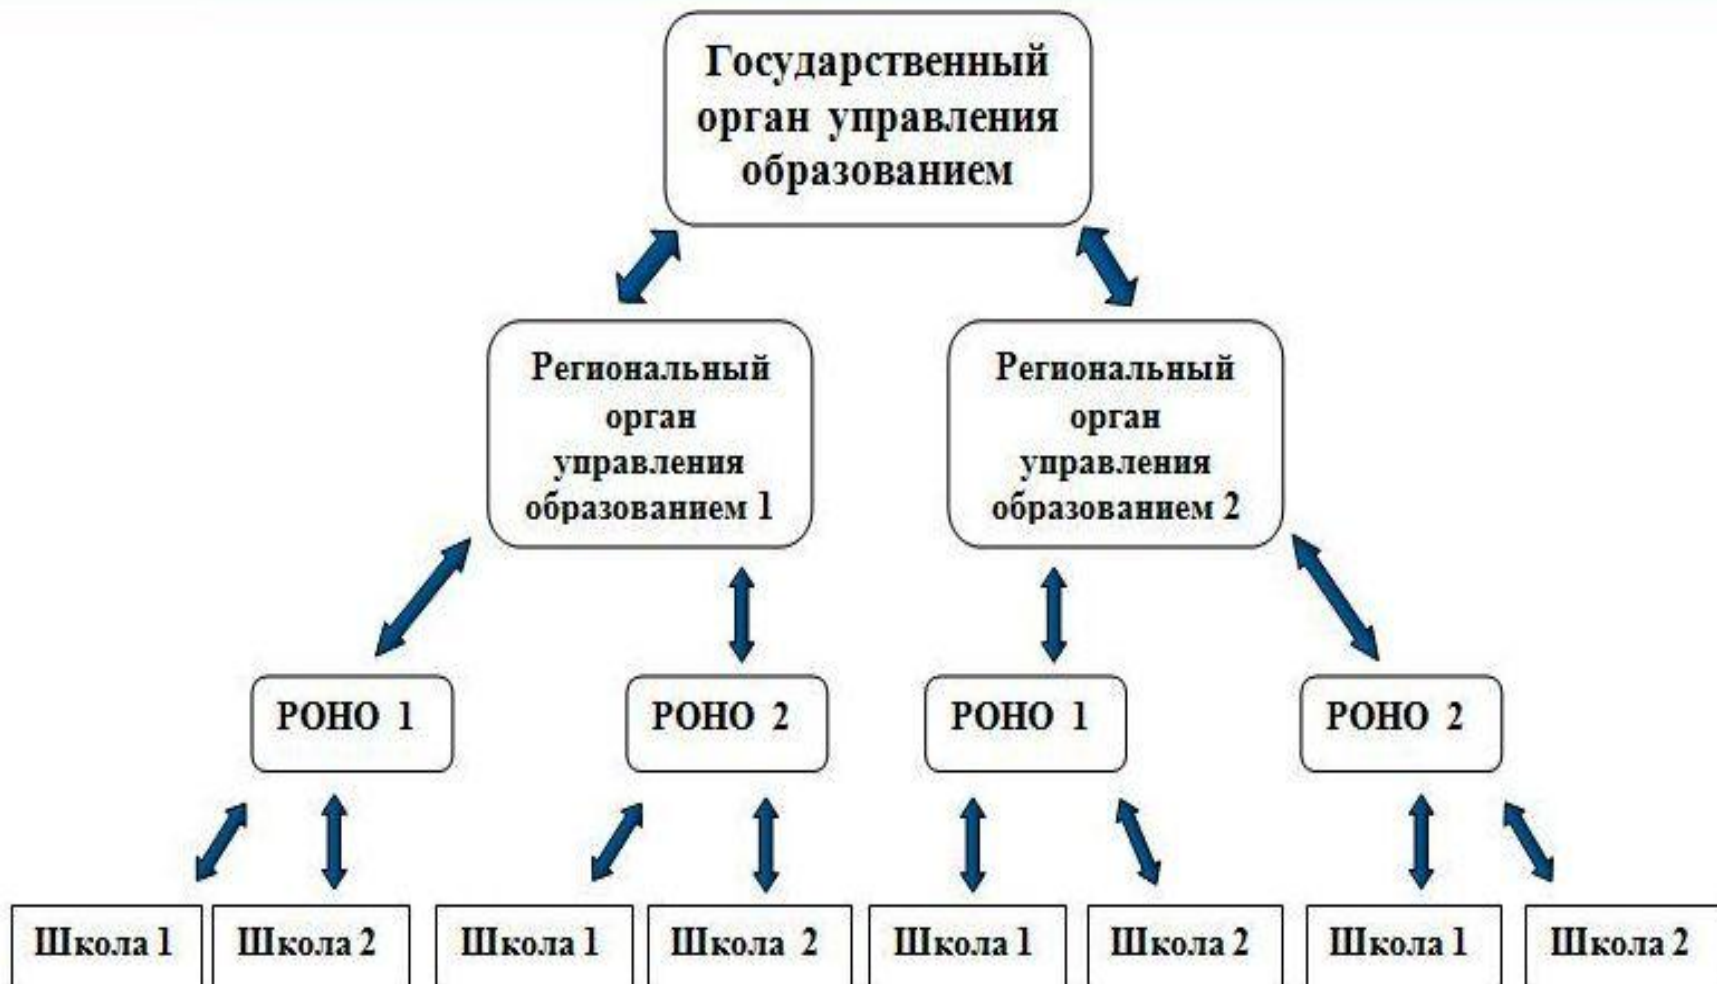 Государственный
орган управления
образованием
Региональный
орган
управления
образованием 1
Региональный
орган
управления
образованием 2
РОНО 1
РОНО 2
РОНО 1
РОНО 2
Школа 1
Школа 2
Школа 1
Школа 2
Школа 1
Школа 2
Школа 1
Школа 2